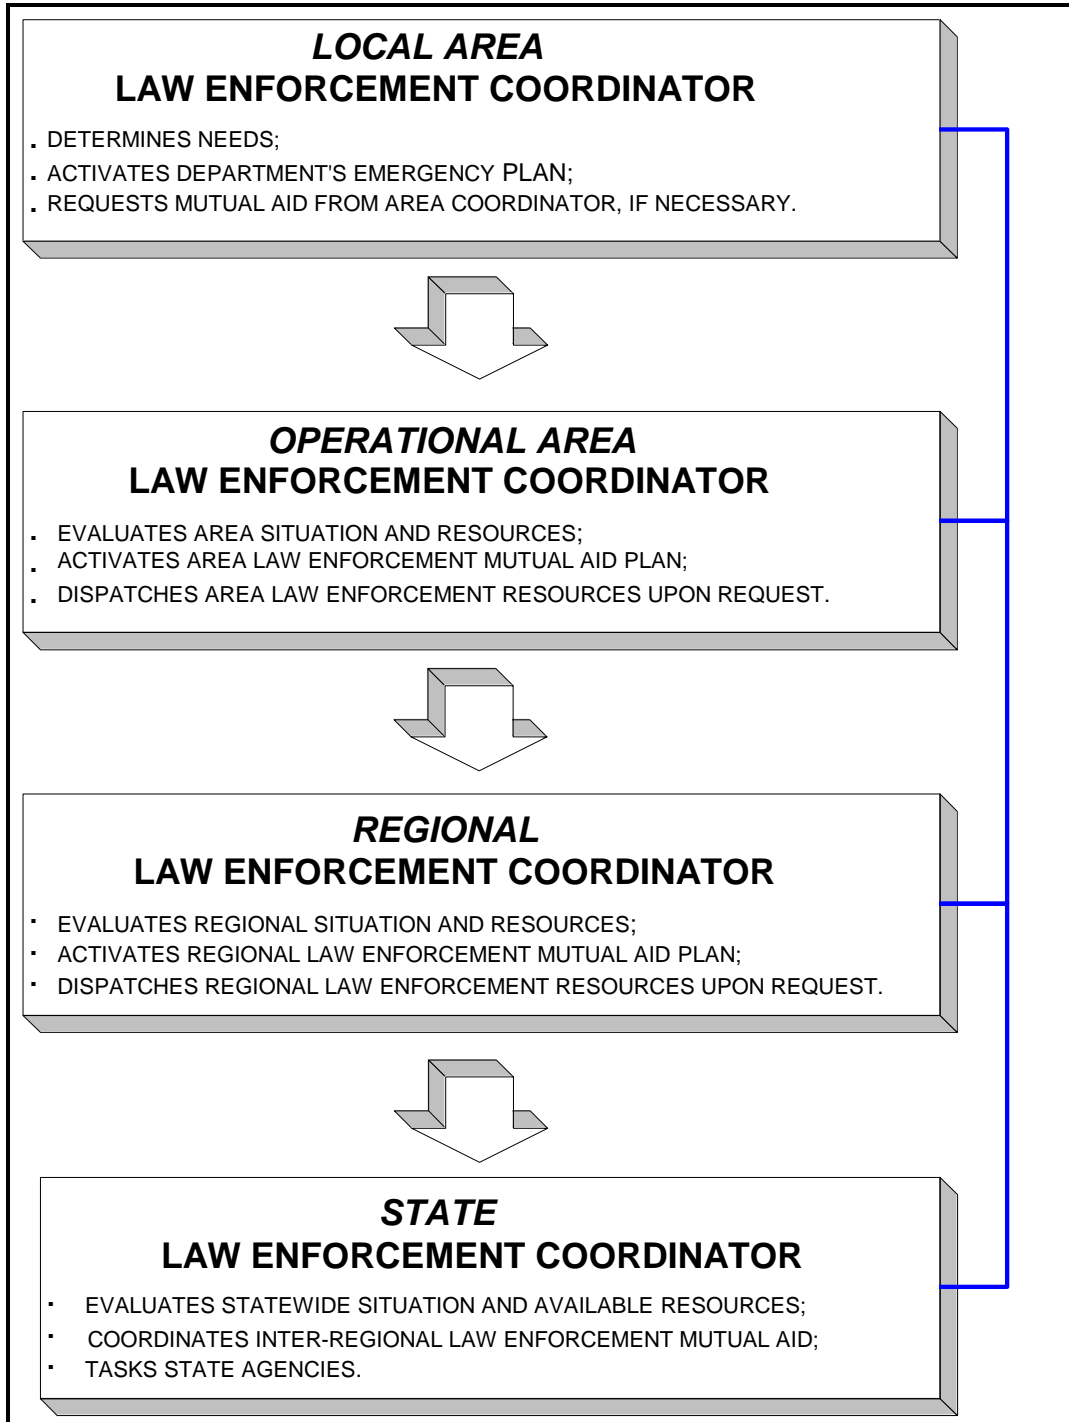 LOCAL AREA
LAW ENFORCEMENT COORDINATOR
. DETERMINES NEEDS;
. ACTIVATES DEPARTMENT'S EMERGENCY PLAN;
. REQUESTS MUTUAL AID FROM AREA COORDINATOR, IF NECESSARY.
OPERATIONAL AREA
LAW ENFORCEMENT COORDINATOR
. EVALUATES AREA SITUATION AND RESOURCES;
. ACTIVATES AREA LAW ENFORCEMENT MUTUAL AID PLAN;
. DISPATCHES AREA LAW ENFORCEMENT RESOURCES UPON REQUEST.
REGIONAL
LAW ENFORCEMENT COORDINATOR
· EVALUATES REGIONAL SITUATION AND RESOURCES;
· ACTIVATES REGIONAL LAW ENFORCEMENT MUTUAL AID PLAN;
· DISPATCHES REGIONAL LAW ENFORCEMENT RESOURCES UPON REQUEST.
STATE
LAW ENFORCEMENT COORDINATOR
· EVALUATES STATEWIDE SITUATION AND AVAILABLE RESOURCES;
· COORDINATES INTER-REGIONAL LAW ENFORCEMENT MUTUAL AID;
· TASKS STATE AGENCIES.